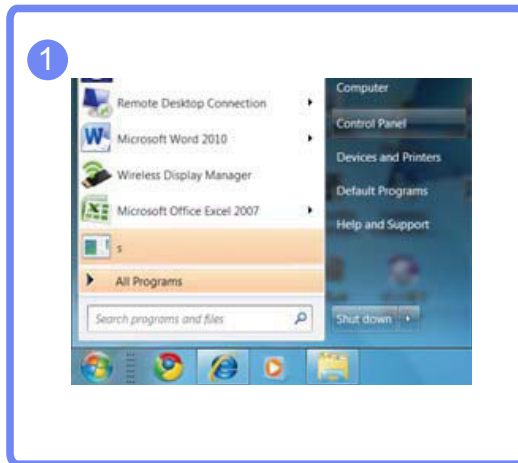 1
Remote Desktop Connection
Microsoft Word 2010
Wireless Display Manager
Microsoft Office Excel 2007
s
All Programs
Search programs and files
Computer
Control Panel
Devices and Printers
Default Programs
Help and Support
Shut down